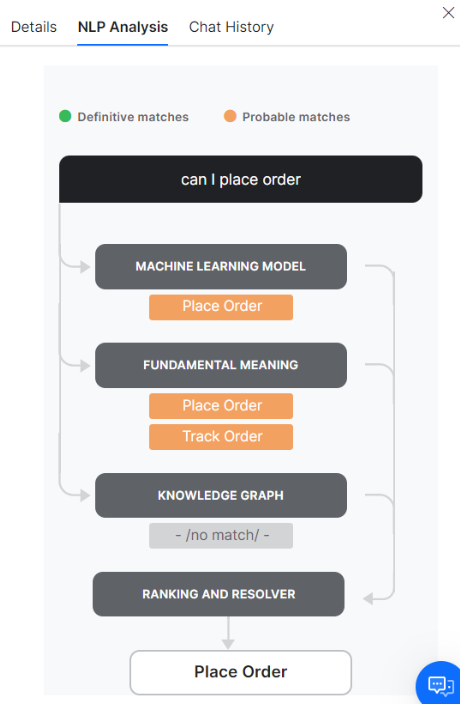 Details NLP Analysis Chat History
Definitive matches Probable matches
can I place order
MACHINE LEARNING MODEL
Place Order
FUNDAMENTAL MEANING
Place Order
Track Order
KNOWLEDGE GRAPH
- /no match/ -
RANKING AND RESOLVER
Place Order